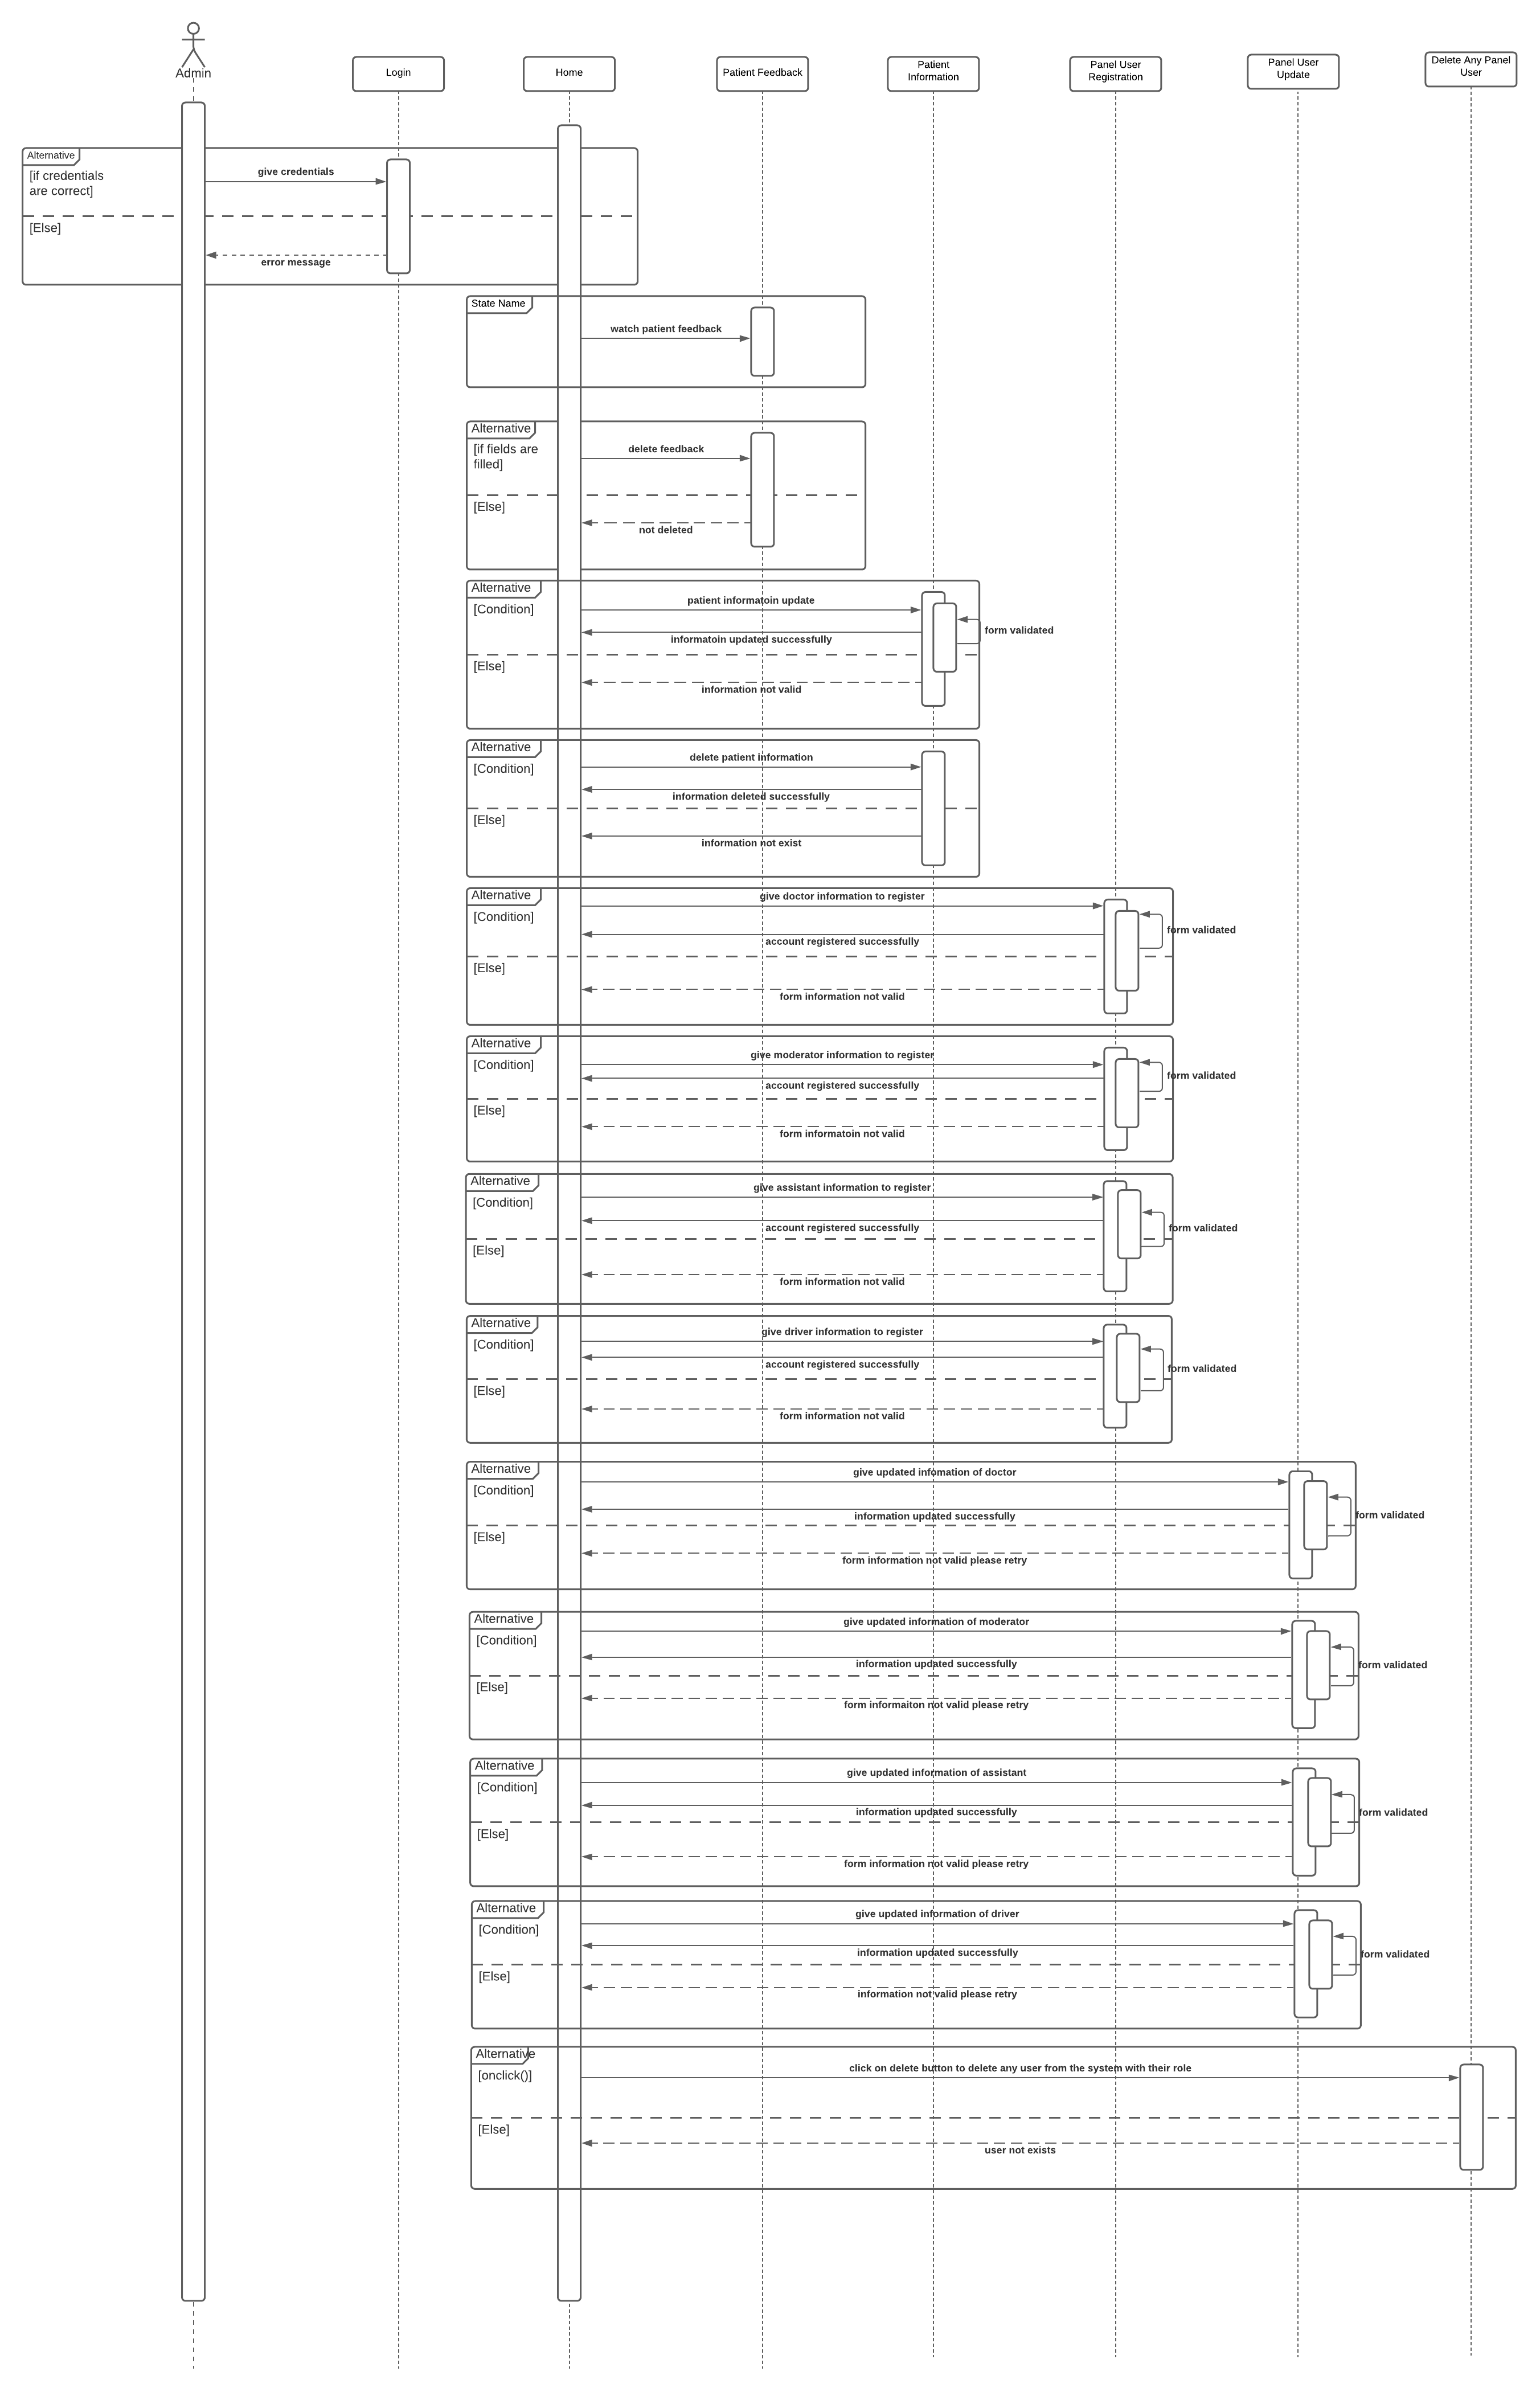 Admin
Login
Home
Patient Feedback
Patient
Information
Panel User
Registration
Panel User
Update
Delete Any Panel
User
Alternative
[if credentials
are correct]
give credentials
[Else]
error message
State Name
watch patient feedback
Alternative
[if fields are
filled]
delete feedback
[Else]
not deleted
Alternative
[Condition]
patient informatoin update
form validated
informatoin updated successfully
[Else]
information not valid
Alternative
[Condition]
delete patient information
information deleted successfully
[Else]
information not exist
Alternative
[Condition]
give doctor information to register
form validated
account registered successfully
[Else]
form information not valid
Alternative
[Condition]
give moderator information to register
form validated
account registered successfully
[Else]
form informatoin not valid
Alternative
[Condition]
give assistant information to register
account registered successfully
form validated
[Else]
form information not valid
Alternative
[Condition]
give driver information to register
account registered successfully
form validated
[Else]
form information not valid
Alternative
[Condition]
give updated infomation of doctor
information updated successfully
form validated
[Else]
form information not valid please retry
Alternative
[Condition]
give updated information of moderator
information updated successfully
form validated
[Else]
form informaiton not valid please retry
Alternative
[Condition]
give updated information of assistant
information updated successfully
form validated
[Else]
form information not valid please retry
Alternative
[Condition]
give updated information of driver
information updated successfully
form validated
[Else]
information not valid please retry
Alternative
[onclick()]
click on delete button to delete any user from the system with their role
[Else]
user not exists